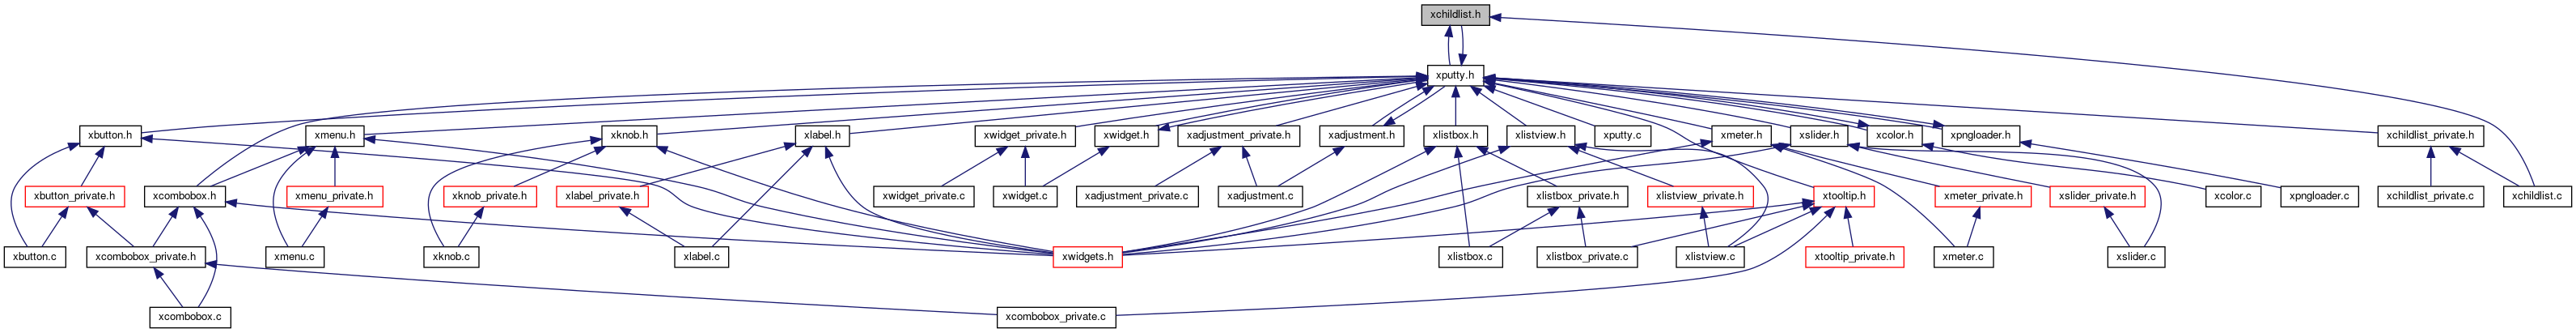 xchildlist.h
xputty.h
xbutton.h
xmenu.h
xknob.h
xlabel.h
xwidget_private.h
xwidget.h
xadjustment_private.h
xadjustment.h
xlistbox.h
xlistview.h
xputty.c
xmeter.h
xslider.h
xcolor.h
xpngloader.h
xchildlist_private.h
xbutton_private.h
xcombobox.h
xmenu_private.h
xknob_private.h
xlabel_private.h
xwidget_private.c
xwidget.c
xadjustment_private.c
xadjustment.c
xlistbox_private.h
xlistview_private.h
xtooltip.h
xmeter_private.h
xslider_private.h
xcolor.c
xpngloader.c
xchildlist_private.c
xchildlist.c
xbutton.c
xcombobox_private.h
xmenu.c
xknob.c
xlabel.c
xwidgets.h
xlistbox.c
xlistbox_private.c
xlistview.c
xtooltip_private.h
xmeter.c
xslider.c
xcombobox.c
xcombobox_private.c